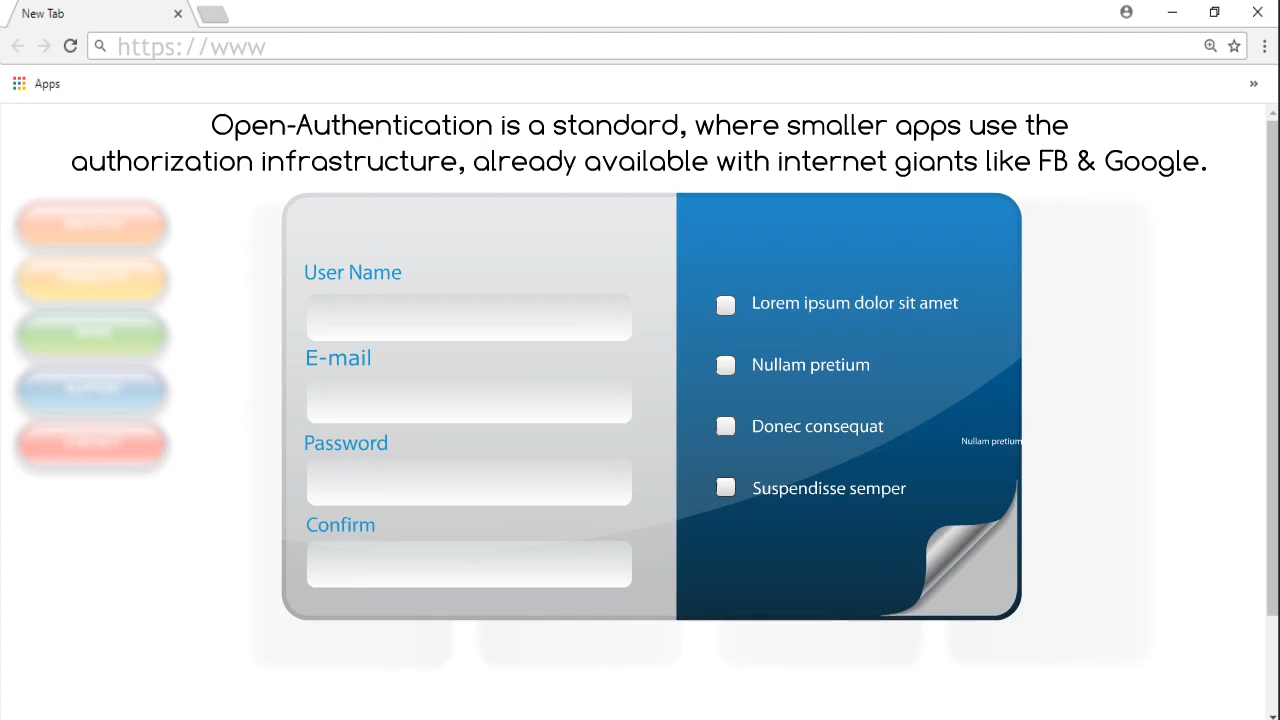 New Tab
https://www
Apps
Open-Authentication is a standard, where smaller apps use the
authorization infrastructure, already available with internet giants like FB & Google.
User Name
E-mail
Password
Confirm
Lorem ipsum dolor sit amet
Nullam pretium
Donec consequat
Nullam pretium
Suspendisse semper